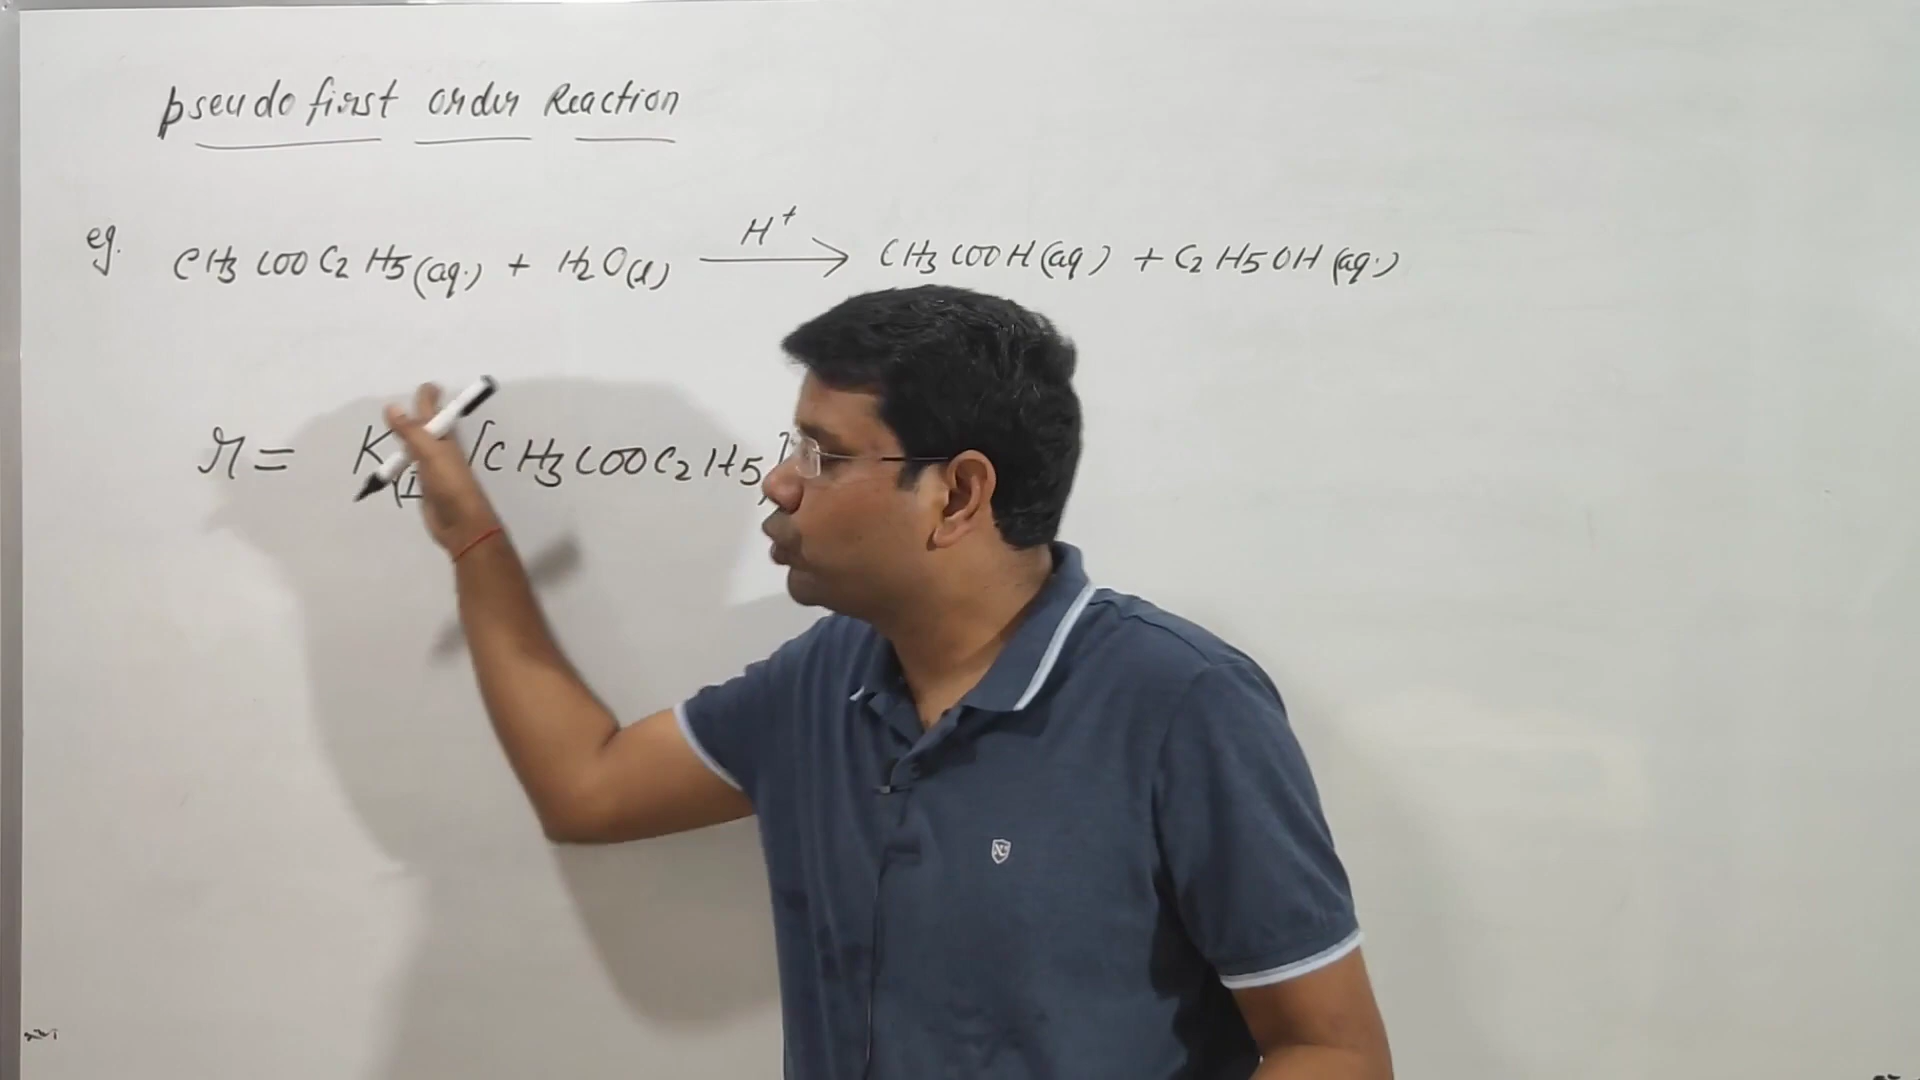 pseudo first order Reaction
eg. CH3COOC2H5(aq.) + H2O(l) H+→ CH3COOH(aq) + C2H5OH(aq.)
r = K [CH3COOC2H5]